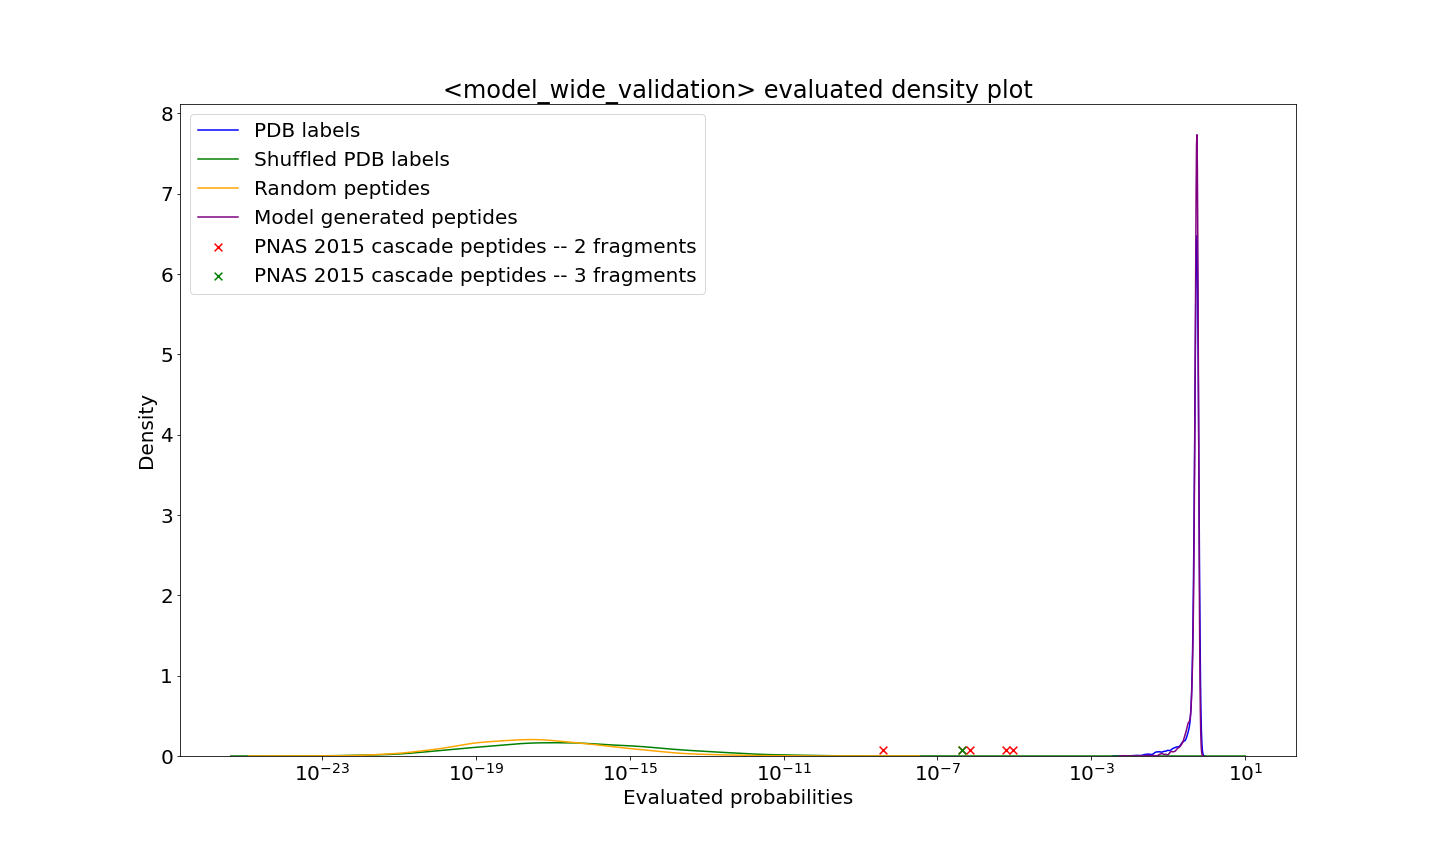 <model_wide_validation> evaluated density plot
8
7
6
5
4
3
2
1
0
Density
PDB labels
Shuffled PDB labels
Random peptides
Model generated peptides
PNAS 2015 cascade peptides -- 2 fragments
PNAS 2015 cascade peptides -- 3 fragments
10⁻²³ 10⁻¹⁹ 10⁻¹⁵ 10⁻¹¹ 10⁻⁷ 10⁻³ 10¹
Evaluated probabilities